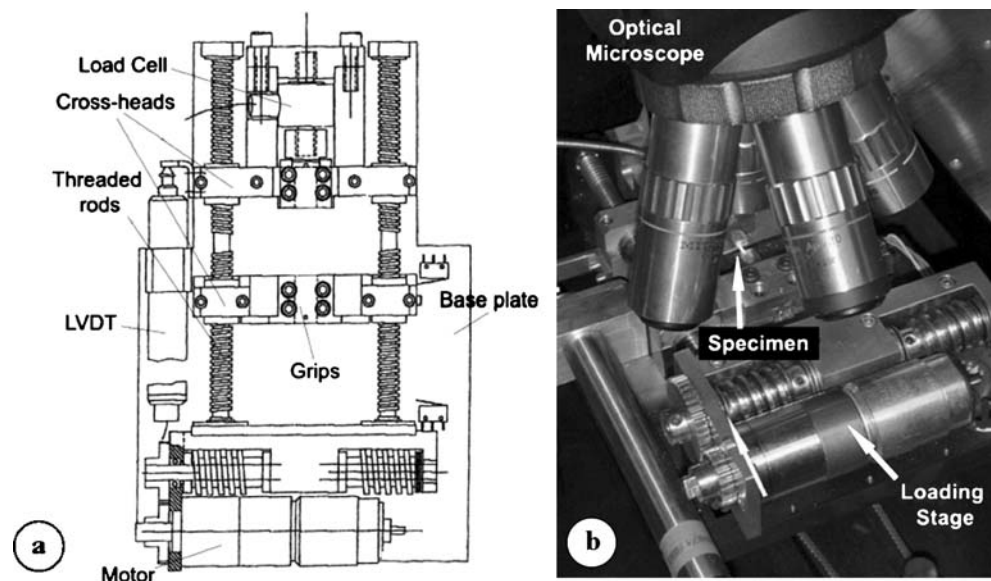 Load Cell
Cross-heads
Threaded
rods
LVDT
Base plate
Grips
Motor
a
Optical
Microscope
Specimen
Loading
Stage
b